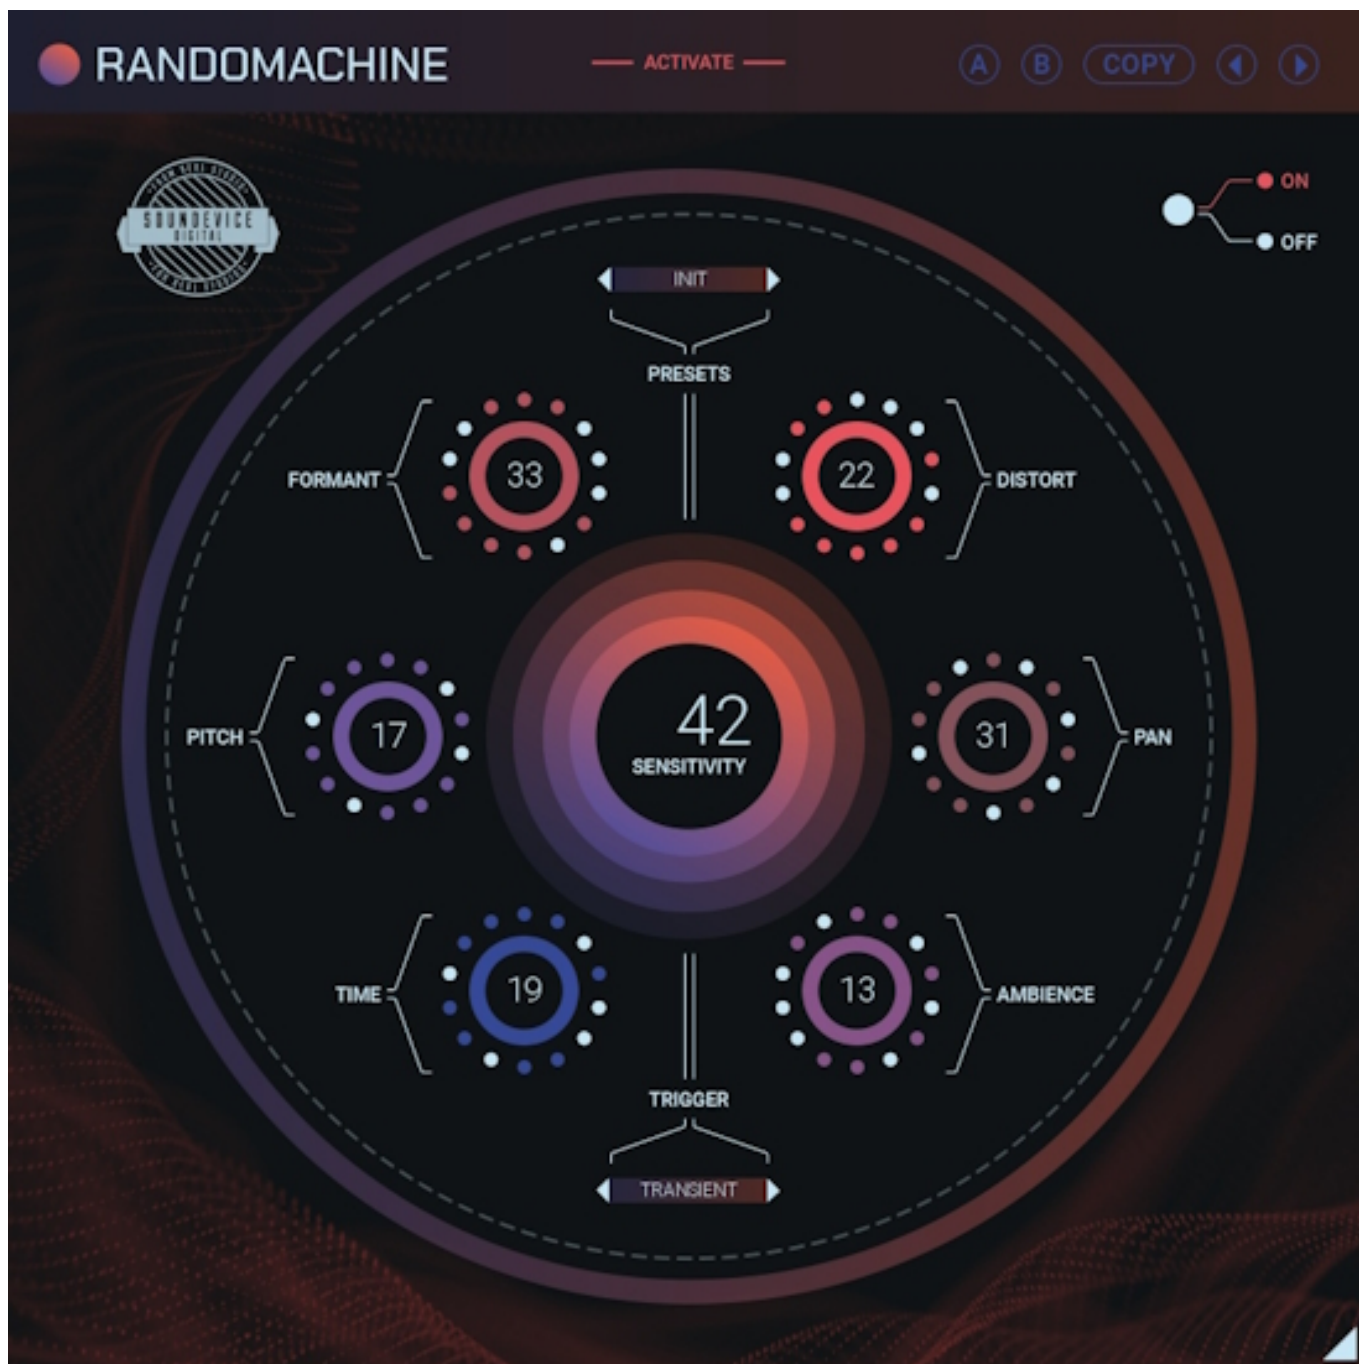 RANDOMACHINE
ACTIVATE
A B COPY
SOUNDEVICE
DIGITAL
ON
OFF
INIT
PRESETS
FORMANT
33
22
DISTORT
PITCH
17
42
SENSITIVITY
31
PAN
TIME
19
13
AMBIENCE
TRIGGER
TRANSIENT